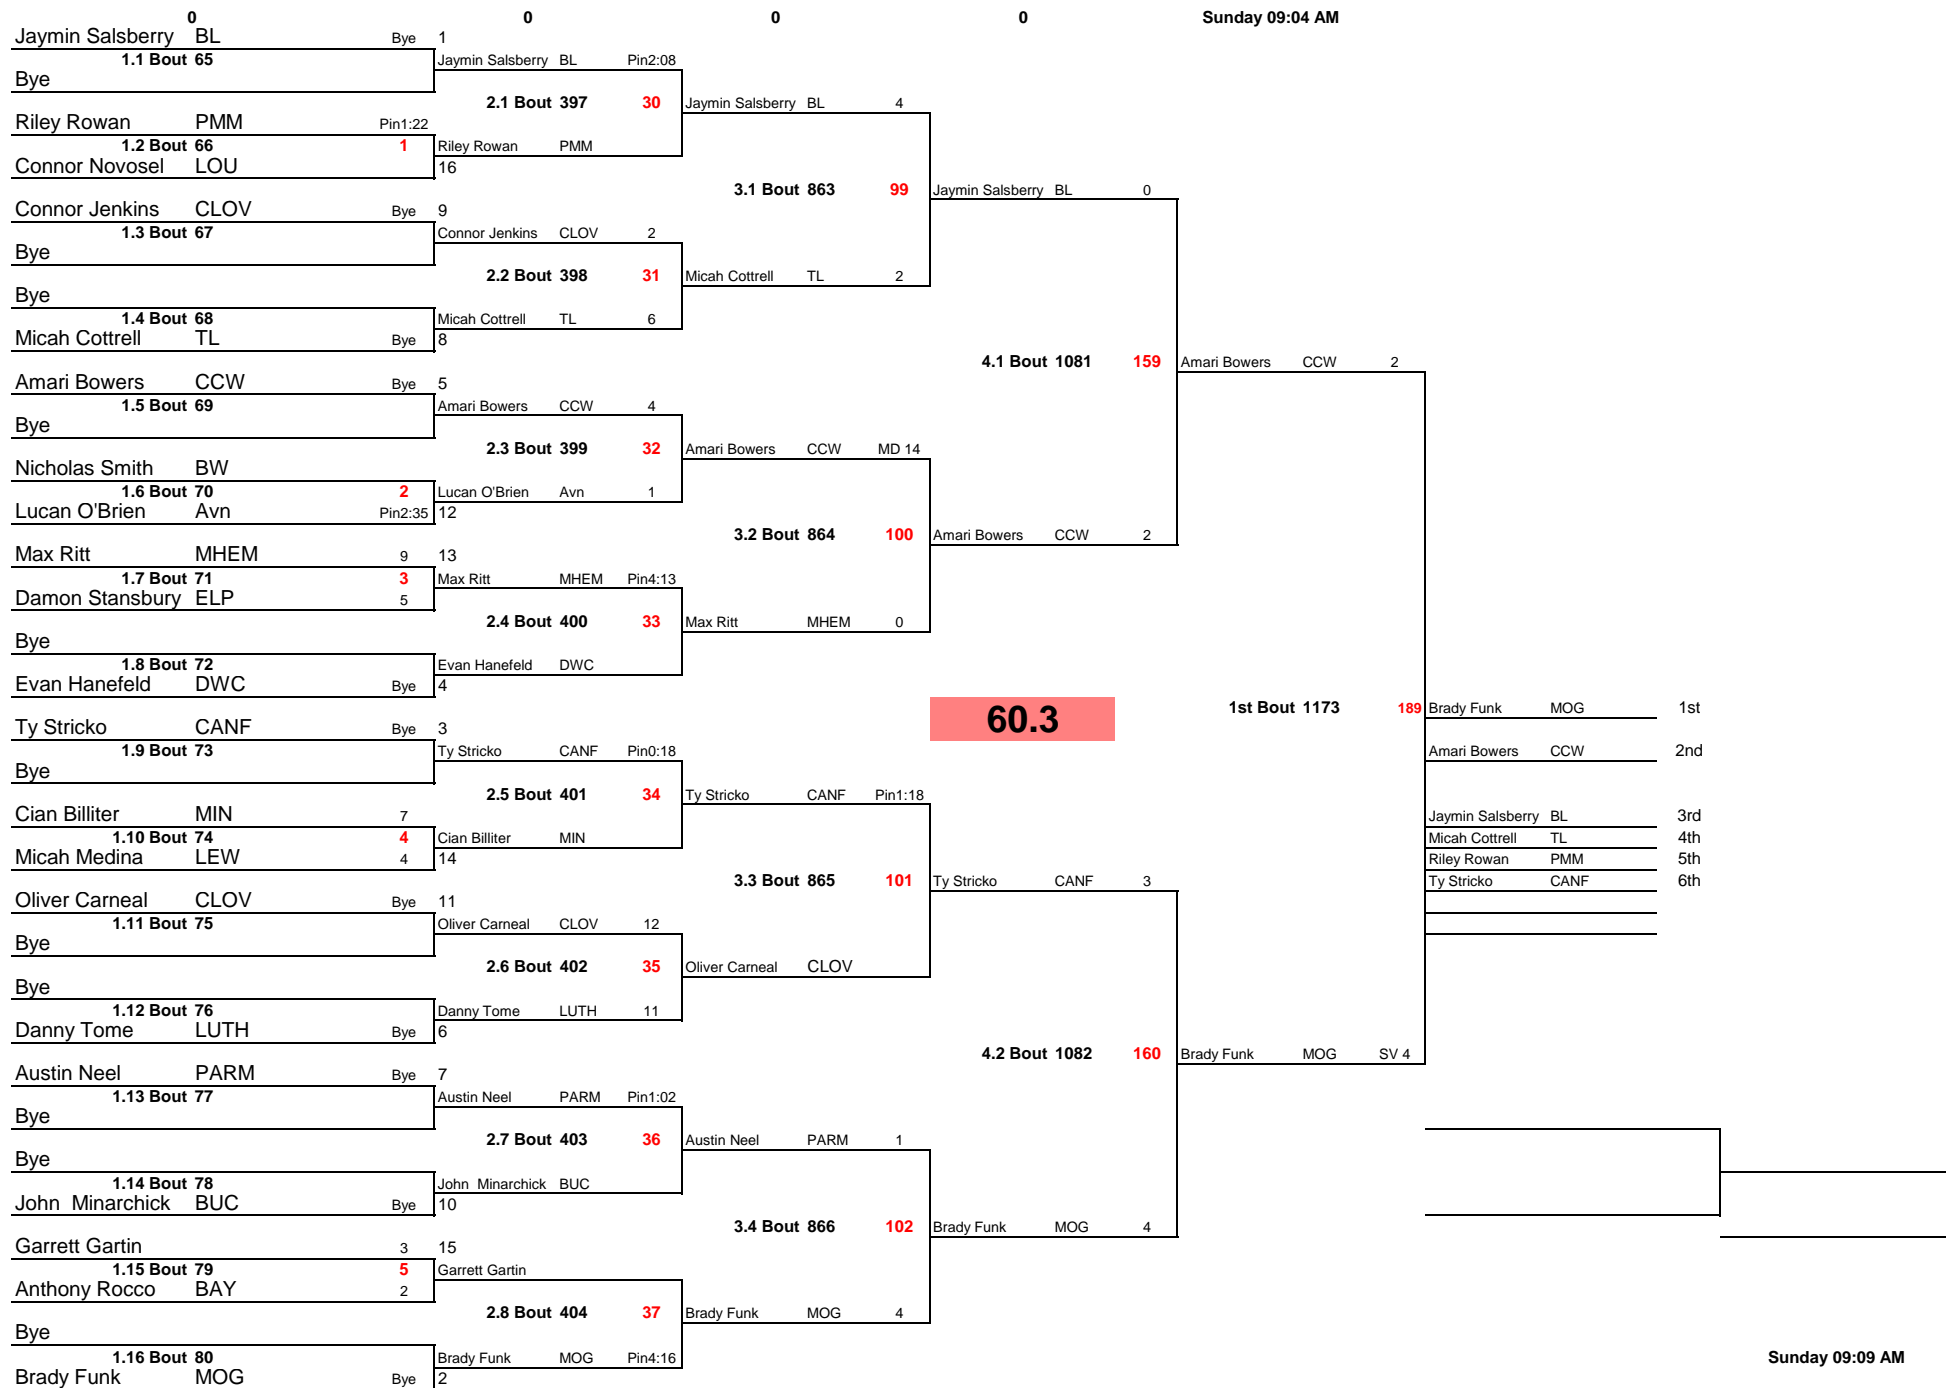 0 0 0 0 Sunday 09:04 AM
Jaymin Salsberry BL Bye 1
1.1 Bout 65 Jaymin Salsberry BL Pin2:08
Bye
2.1 Bout 397 30 Jaymin Salsberry BL 4
Riley Rowan PMM Pin1:22
1.2 Bout 66 1 Riley Rowan PMM
Connor Novosel LOU 16
3.1 Bout 863 99 Jaymin Salsberry BL 0
Connor Jenkins CLOV Bye 9
1.3 Bout 67 Connor Jenkins CLOV 2
Bye
2.2 Bout 398 31 Micah Cottrell TL 2
Bye
1.4 Bout 68 Micah Cottrell TL 6
Micah Cottrell TL Bye 8
4.1 Bout 1081 159 Amari Bowers CCW 2
Amari Bowers CCW Bye 5
1.5 Bout 69 Amari Bowers CCW 4
Bye
2.3 Bout 399 32 Amari Bowers CCW MD 14
Nicholas Smith BW
1.6 Bout 70 2 Lucan O'Brien Avn 1
Lucan O'Brien Avn Pin2:35 12
3.2 Bout 864 100 Amari Bowers CCW 2
Max Ritt MHEM 9 13
1.7 Bout 71 3 Max Ritt MHEM Pin4:13
Damon Stansbury ELP 5
2.4 Bout 400 33 Max Ritt MHEM 0
Bye
1.8 Bout 72 Evan Hanefeld DWC
Evan Hanefeld DWC Bye 4
60.3 1st Bout 1173 189 Brady Funk MOG 1st
Ty Stricko CANF Bye 3
1.9 Bout 73 Ty Stricko CANF Pin0:18 Amari Bowers CCW 2nd
Bye
2.5 Bout 401 34 Ty Stricko CANF Pin1:18
Cian Billiter MIN 7 Jaymin Salsberry BL 3rd
1.10 Bout 74 4 Cian Billiter MIN Micah Cottrell TL 4th
Micah Medina LEW 4 14 Riley Rowan PMM 5th
3.3 Bout 865 101 Ty Stricko CANF 3 Ty Stricko CANF 6th
Oliver Carneal CLOV Bye 11
1.11 Bout 75 Oliver Carneal CLOV 12
Bye
2.6 Bout 402 35 Oliver Carneal CLOV
Bye
1.12 Bout 76 Danny Tome LUTH 11
Danny Tome LUTH Bye 6
4.2 Bout 1082 160 Brady Funk MOG SV 4
Austin Neel PARM Bye 7
1.13 Bout 77 Austin Neel PARM Pin1:02
Bye
2.7 Bout 403 36 Austin Neel PARM 1
Bye
1.14 Bout 78 John Minarchick BUC
John Minarchick BUC Bye 10
3.4 Bout 866 102 Brady Funk MOG 4
Garrett Gartin 3 15
1.15 Bout 79 5 Garrett Gartin
Anthony Rocco BAY 2
2.8 Bout 404 37 Brady Funk MOG 4
Bye
1.16 Bout 80 Brady Funk MOG Pin4:16 Sunday 09:09 AM
Brady Funk MOG Bye 2